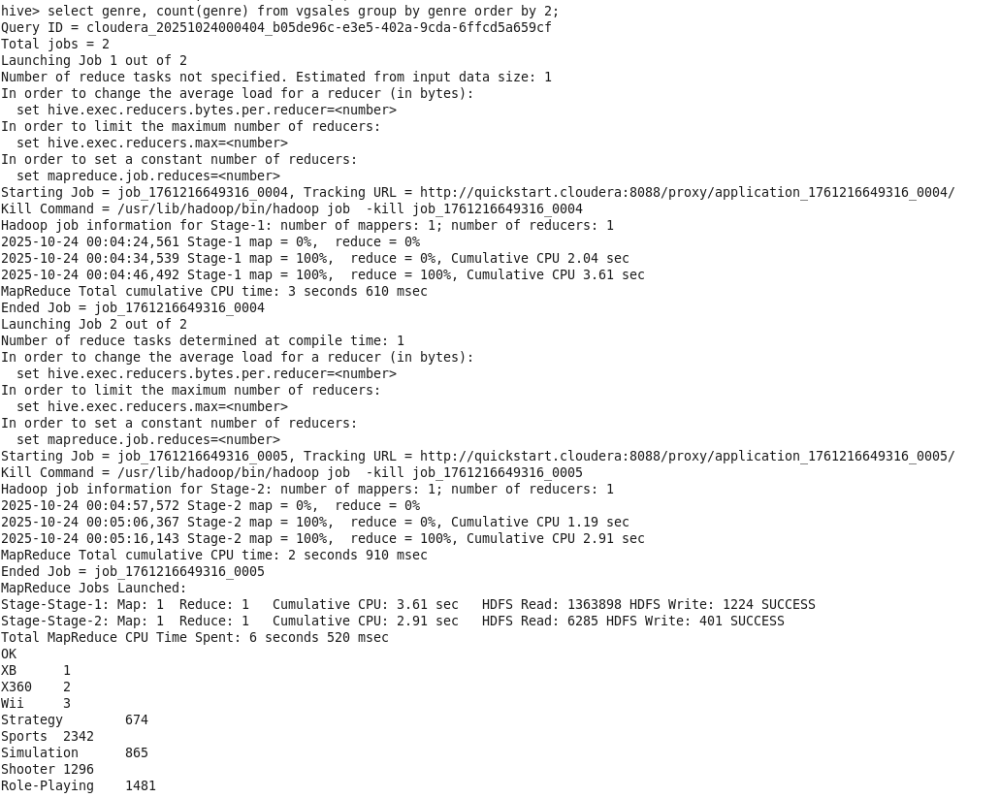 hive> select genre, count(genre) from vgsales group by genre order by 2;
Query ID = cloudera_20251024000404_b05de96c-e3e5-402a-9cda-6ffcd5a659cf
Total jobs = 2
Launching Job 1 out of 2
Number of reduce tasks not specified. Estimated from input data size: 1
In order to change the average load for a reducer (in bytes):
  set hive.exec.reducers.bytes.per.reducer=<number>
In order to limit the maximum number of reducers:
  set hive.exec.reducers.max=<number>
In order to set a constant number of reducers:
  set mapreduce.job.reduces=<number>
Starting Job = job_1761216649316_0004, Tracking URL = http://quickstart.cloudera:8088/proxy/application_1761216649316_0004/
Kill Command = /usr/lib/hadoop/bin/hadoop job  -kill job_1761216649316_0004
Hadoop job information for Stage-1: number of mappers: 1; number of reducers: 1
2025-10-24 00:04:24,561 Stage-1 map = 0%,  reduce = 0%
2025-10-24 00:04:34,539 Stage-1 map = 100%,  reduce = 0%, Cumulative CPU 2.04 sec
2025-10-24 00:04:46,492 Stage-1 map = 100%,  reduce = 100%, Cumulative CPU 3.61 sec
MapReduce Total cumulative CPU time: 3 seconds 610 msec
Ended Job = job_1761216649316_0004
Launching Job 2 out of 2
Number of reduce tasks determined at compile time: 1
In order to change the average load for a reducer (in bytes):
  set hive.exec.reducers.bytes.per.reducer=<number>
In order to limit the maximum number of reducers:
  set hive.exec.reducers.max=<number>
In order to set a constant number of reducers:
  set mapreduce.job.reduces=<number>
Starting Job = job_1761216649316_0005, Tracking URL = http://quickstart.cloudera:8088/proxy/application_1761216649316_0005/
Kill Command = /usr/lib/hadoop/bin/hadoop job  -kill job_1761216649316_0005
Hadoop job information for Stage-2: number of mappers: 1; number of reducers: 1
2025-10-24 00:04:57,572 Stage-2 map = 0%,  reduce = 0%
2025-10-24 00:05:06,367 Stage-2 map = 100%,  reduce = 0%, Cumulative CPU 1.19 sec
2025-10-24 00:05:16,143 Stage-2 map = 100%,  reduce = 100%, Cumulative CPU 2.91 sec
MapReduce Total cumulative CPU time: 2 seconds 910 msec
Ended Job = job_1761216649316_0005
MapReduce Jobs Launched:
Stage-Stage-1: Map: 1  Reduce: 1   Cumulative CPU: 3.61 sec   HDFS Read: 1363898 HDFS Write: 1224 SUCCESS
Stage-Stage-2: Map: 1  Reduce: 1   Cumulative CPU: 2.91 sec   HDFS Read: 6285 HDFS Write: 401 SUCCESS
Total MapReduce CPU Time Spent: 6 seconds 520 msec
OK
XB      1
X360    2
Wii     3
Strategy        674
Sports  2342
Simulation      865
Shooter 1296
Role-Playing    1481